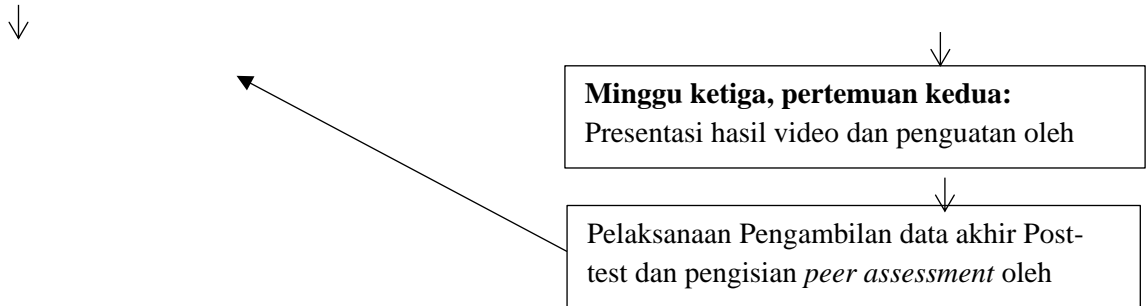 Minggu ketiga, pertemuan kedua:
Presentasi hasil video dan penguatan oleh
Pelaksanaan Pengambilan data akhir Post-
test dan pengisian peer assessment oleh